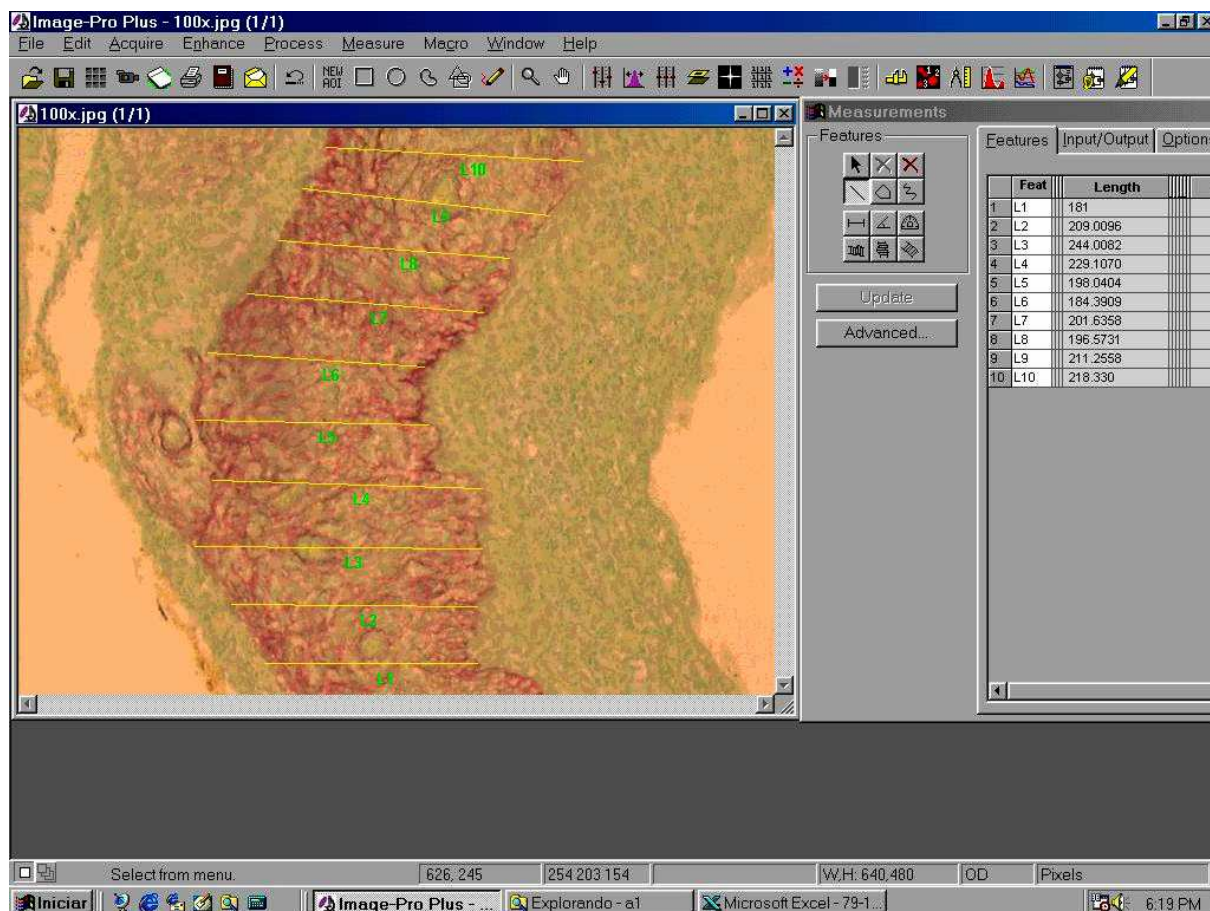 Image-Pro Plus - 100x.jpg (1/1)
File Edit Acquire Enhance Process Measure Macro Window Help
NEW
AOI
100x.jpg (1/1)
Measurements
Features
Features Input/Output Option
Feat Length
1 L1 181
2 L2 209.0096
3 L3 244.0082
4 L4 229.1070
5 L5 198.0404
6 L6 184.3909
7 L7 201.6358
8 L8 196.5731
9 L9 211.2558
10 L10 218.330
Update
Advanced...
L10
L9
L8
L7
L6
L5
L4
L3
L2
L1
Select from menu. 626, 245 254 203 154 W,H: 640,480 OD Pixels
Iniciar Image-Pro Plus - ... Explorando - a1 Microsoft Excel - 79-1... 6:19 PM